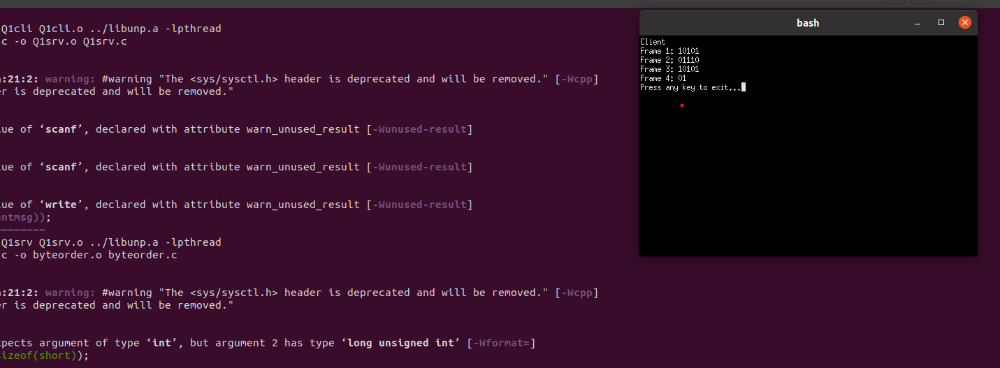 Q1cli Q1cli.o ../libunp.a -lpthread
c -o Q1srv.o Q1srv.c
:21:2: warning: #warning "The <sys/sysctl.h> header is deprecated and will be removed." [-Wcpp]
er is deprecated and will be removed."
ue of ‘scanf’, declared with attribute warn_unused_result [-Wunused-result]
ue of ‘scanf’, declared with attribute warn_unused_result [-Wunused-result]
ue of ‘write’, declared with attribute warn_unused_result [-Wunused-result]
entmsg));
~~~~~~~~
Q1srv Q1srv.o ../libunp.a -lpthread
c -o byteorder.o byteorder.c
:21:2: warning: #warning "The <sys/sysctl.h> header is deprecated and will be removed." [-Wcpp]
er is deprecated and will be removed."
xpects argument of type ‘int’, but argument 2 has type ‘long unsigned int’ [-Wformat=]
sizeof(short));
bash
Client
Frame 1: 10101
Frame 2: 01110
Frame 3: 10101
Frame 4: 01
Press any key to exit...